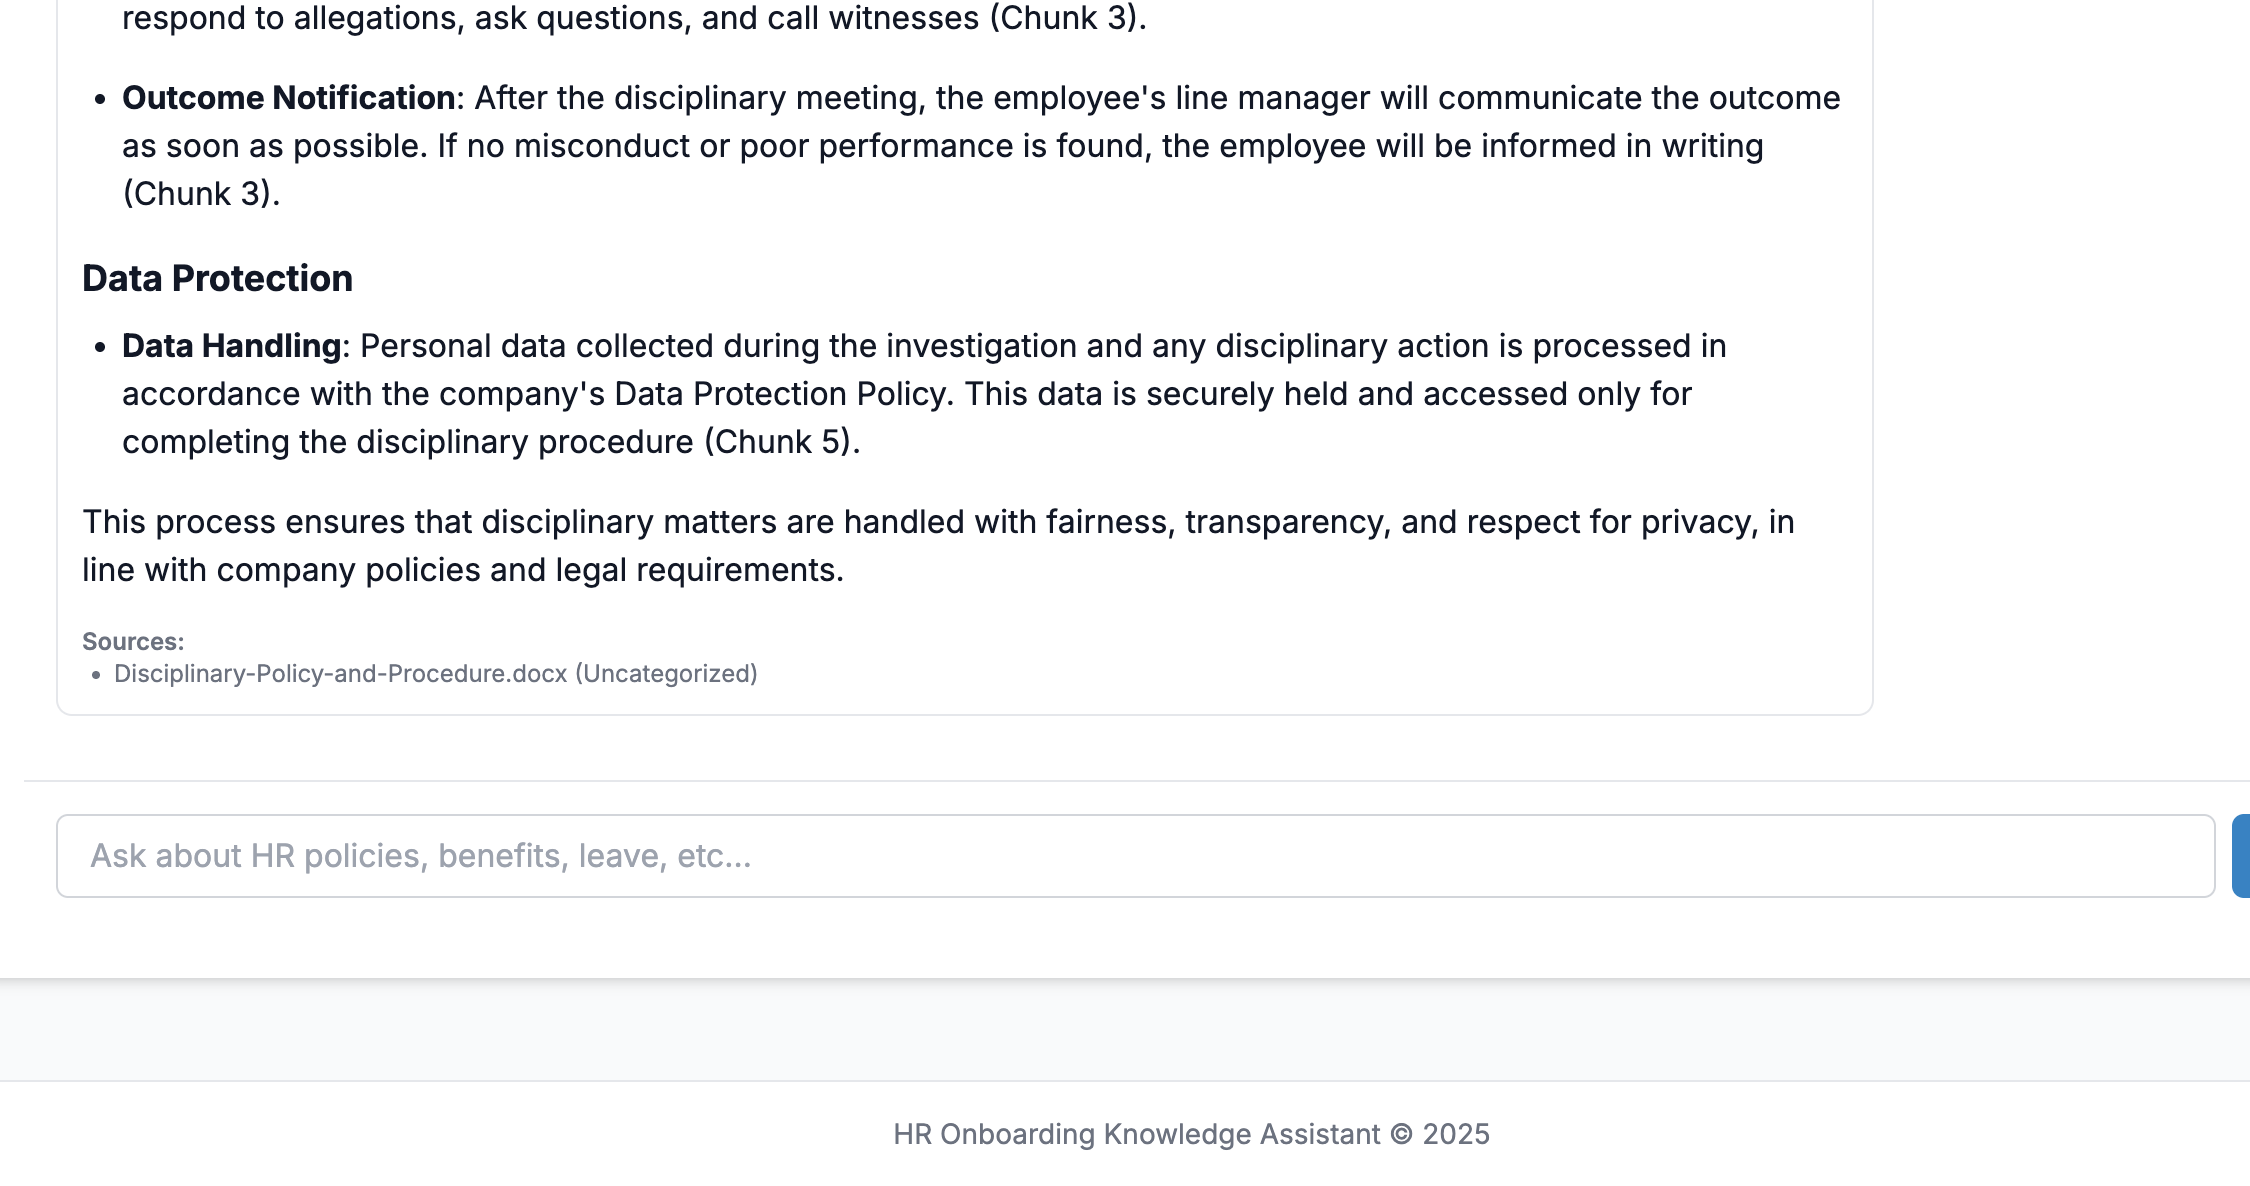 respond to allegations, ask questions, and call witnesses (Chunk 3).
• Outcome Notification: After the disciplinary meeting, the employee's line manager will communicate the outcome
as soon as possible. If no misconduct or poor performance is found, the employee will be informed in writing
(Chunk 3).
Data Protection
• Data Handling: Personal data collected during the investigation and any disciplinary action is processed in
accordance with the company's Data Protection Policy. This data is securely held and accessed only for
completing the disciplinary procedure (Chunk 5).
This process ensures that disciplinary matters are handled with fairness, transparency, and respect for privacy, in
line with company policies and legal requirements.
Sources:
• Disciplinary-Policy-and-Procedure.docx (Uncategorized)
Ask about HR policies, benefits, leave, etc...
HR Onboarding Knowledge Assistant © 2025